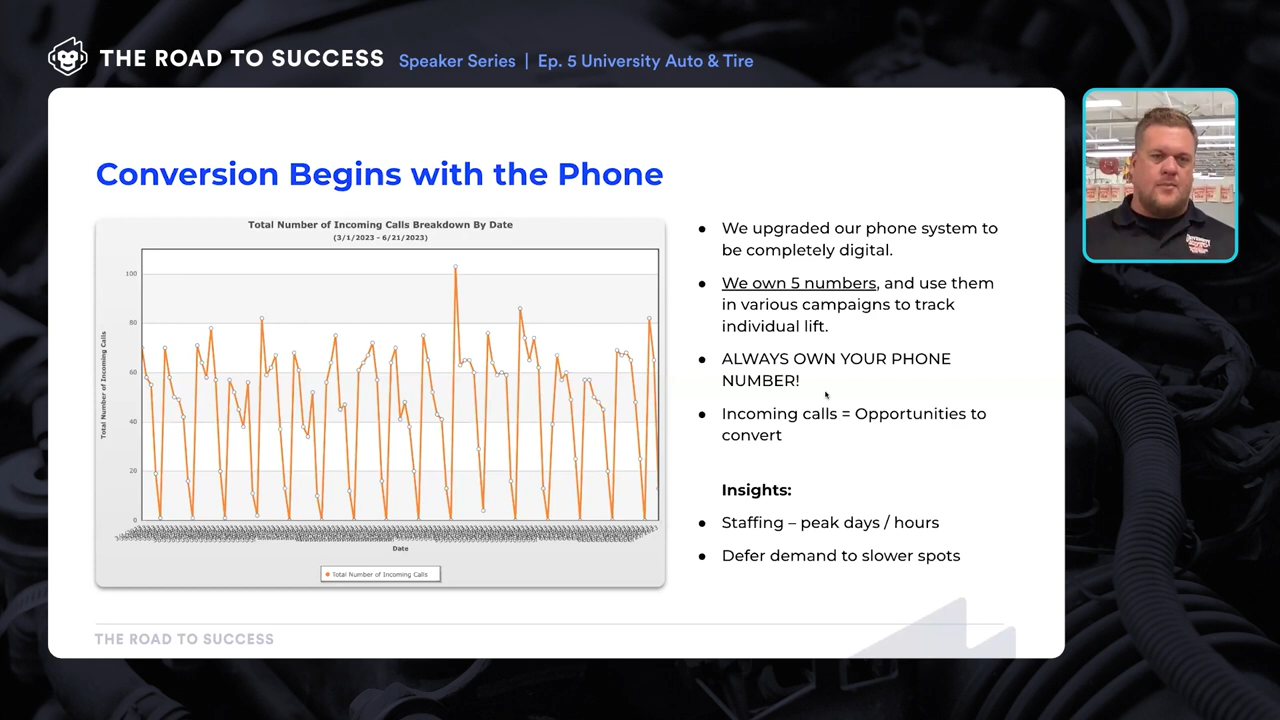 THE ROAD TO SUCCESS Speaker Series | Ep. 5 University Auto & Tire
Conversion Begins with the Phone
Total Number of Incoming Calls Breakdown By Date
(3/1/2023 - 6/21/2023)
Total Number of Incoming Calls
100
80
60
40
20
0
Date
Total Number of Incoming Calls
● We upgraded our phone system to
be completely digital.
● We own 5 numbers, and use them
in various campaigns to track
individual lift.
● ALWAYS OWN YOUR PHONE
NUMBER!
● Incoming calls = Opportunities to
convert
Insights:
● Staffing – peak days / hours
● Defer demand to slower spots
THE ROAD TO SUCCESS